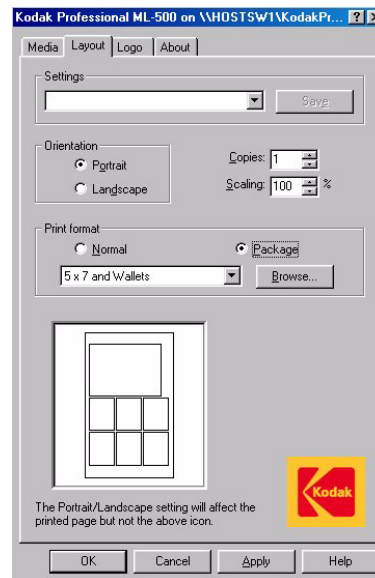 Kodak Professional ML-500 on \\HOSTSW1\KodakPr...
Media Layout Logo About
Settings
Save
Orientation
Portrait
Landscape
Copies: 1
Scaling: 100 %
Print format
Normal Package
5 x 7 and Wallets Browse...
The Portrait/Landscape setting will affect the
printed page but not the above icon.
Kodak
OK Cancel Apply Help